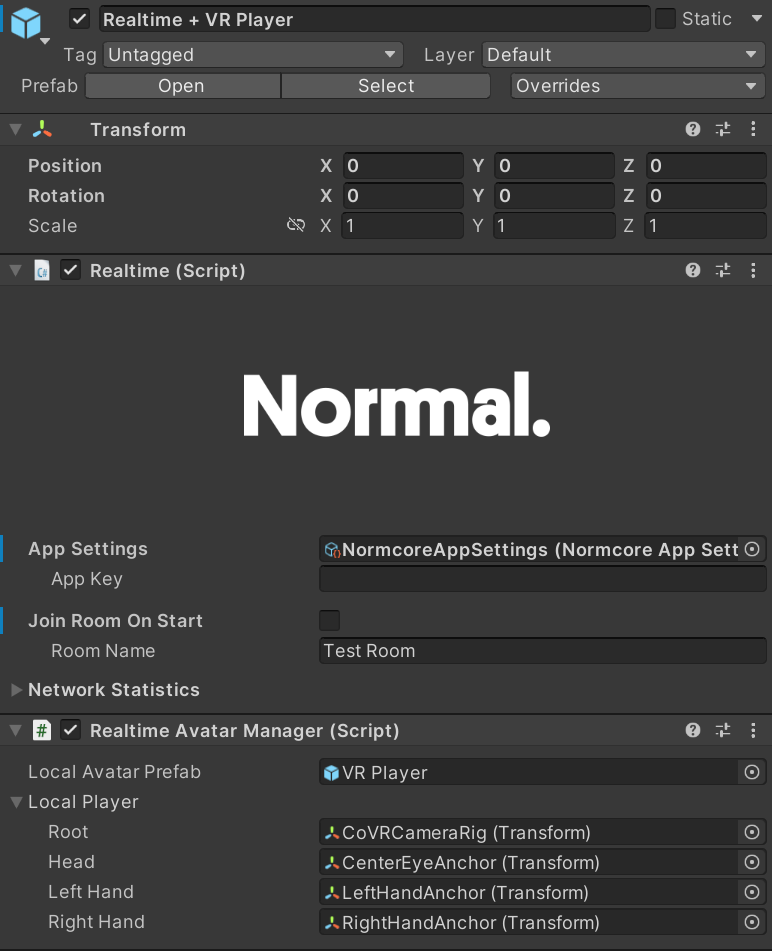 Realtime + VR Player Static
Tag Untagged Layer Default
Prefab Open Select Overrides
Transform
Position X 0 Y 0 Z 0
Rotation X 0 Y 0 Z 0
Scale X 1 Y 1 Z 1
Realtime (Script)
Normal.
App Settings NormcoreAppSettings (Normcore App Sett
App Key
Join Room On Start
Room Name Test Room
Network Statistics
# Realtime Avatar Manager (Script)
Local Avatar Prefab VR Player
Local Player
Root CoVRCameraRig (Transform)
Head CenterEyeAnchor (Transform)
Left Hand LeftHandAnchor (Transform)
Right Hand RightHandAnchor (Transform)